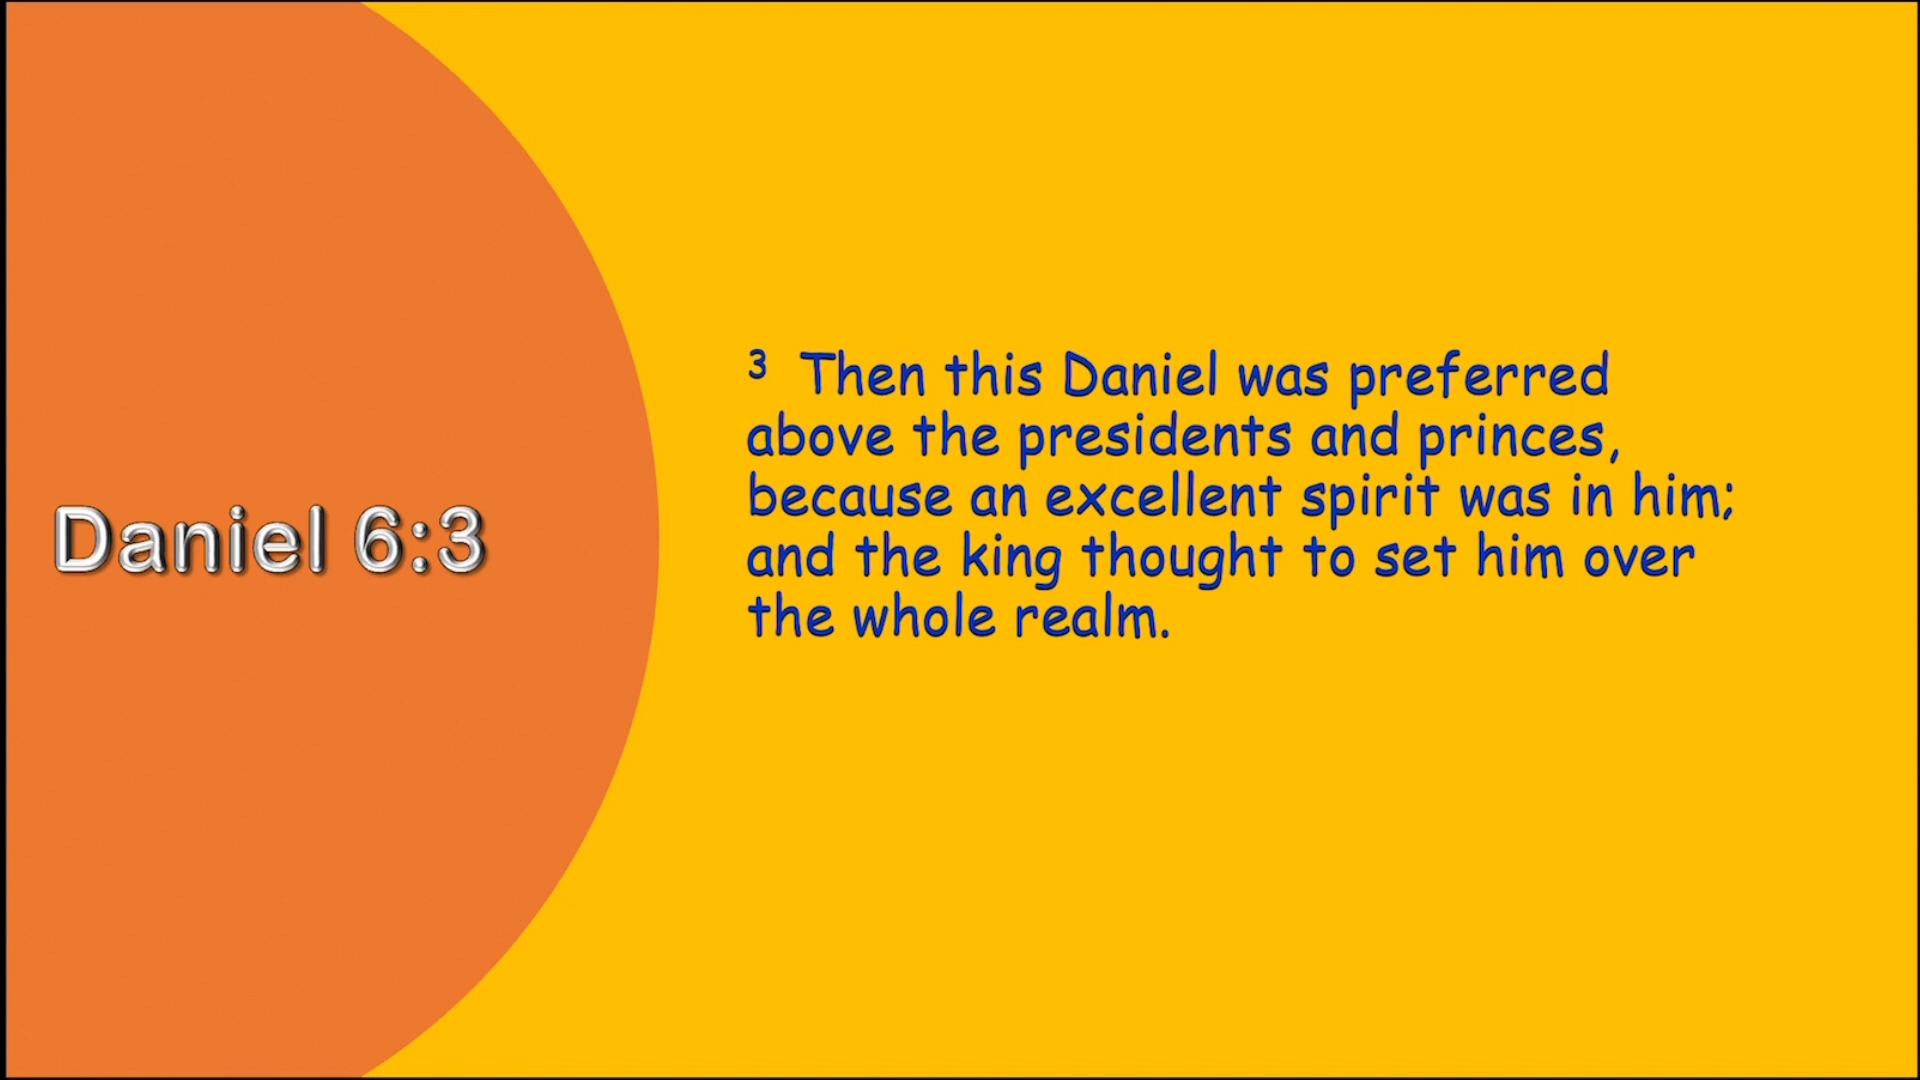 Daniel 6:3
3 Then this Daniel was preferred
above the presidents and princes,
because an excellent spirit was in him;
and the king thought to set him over
the whole realm.